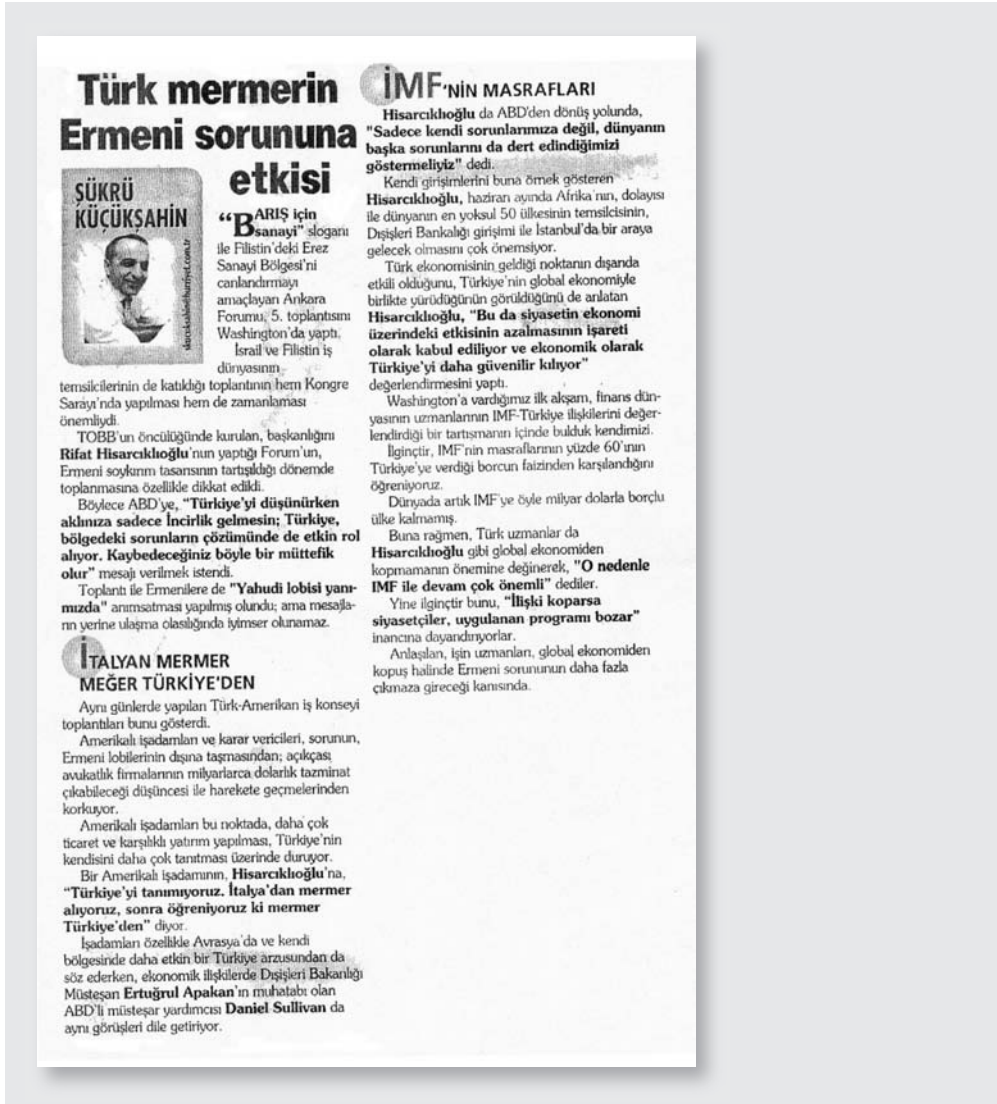 Türk mermerin
Ermeni sorununa
etkisi
ŞÜKRÜ
KÜÇÜKŞAHİN
“BARIŞ için
sanayi” sloganı
ile Filistin'deki Erez
Sanayi Bölgesi'ni
canlandırmayı
amaçlayan Ankara
Forumu, 5. toplantısını
Washington'da yaptı.
İsrail ve Filistin iş
dünyasının
temsilcilerinin de katıldığı toplantının hem Kongre
Sarayı'nda yapılması hem de zamanlaması
önemliydi.
TOBB'un öncülüğünde kurulan, başkanlığını
Rifat Hisarcıklıoğlu'nun yaptığı Forum'un,
Ermeni soykırım tasarısının tartışıldığı dönemde
toplanmasına özellikle dikkat edildi.
Böylece ABD'ye, "Türkiye'yi düşünürken
aklınıza sadece İncirlik gelmesin; Türkiye,
bölgedeki sorunların çözümünde de etkin rol
alıyor. Kaybedeceğiniz böyle bir müttefik
olur" mesajı verilmek istendi.
Toplantı ile Ermenilere de "Yahudi lobisi yanı-
mızda" anımsatması yapılmış olundu; ama mesajla-
rın yerine ulaşma olasılığında iyimser olunamaz.
İTALYAN MERMER
MEĞER TÜRKİYE'DEN
Aynı günlerde yapılan Türk-Amerikan iş konseyi
toplantıları bunu gösterdi.
Amerikalı işadamları ve karar vericileri, sorunun,
Ermeni lobilerinin dışına taşmasından; açıkçası
avukatlık firmalarının milyarlarca dolarlık tazminat
çıkabileceği düşüncesi ile harekete geçmelerinden
korkuyor.
Amerikalı işadamları bu noktada, daha çok
ticaret ve karşılıklı yatırım yapılması, Türkiye'nin
kendisini daha çok tanıtması üzerinde duruyor.
Bir Amerikalı işadamının, Hisarcıklıoğlu'na,
"Türkiye'yi tanımıyoruz. İtalya'dan mermer
alıyoruz, sonra öğreniyoruz ki mermer
Türkiye'den" diyor.
İşadamları özellikle Avrasya'da ve kendi
bölgesinde daha etkin bir Türkiye arzusundan da
söz ederken, ekonomik ilişkilerde Dışişleri Bakanlığı
Müsteşarı Ertuğrul Apakan'ın muhatabı olan
ABD'li müsteşar yardımcısı Daniel Sullivan da
aynı görüşleri dile getiriyor.
İMF'NİN MASRAFLARI
Hisarcıklıoğlu da ABD'den dönüş yolunda,
"Sadece kendi sorunlarımıza değil, dünyanın
başka sorunlarını da dert edindiğimizi
göstermeliyiz" dedi.
Kendi girişimlerini buna örnek gösteren
Hisarcıklıoğlu, haziran ayında Afrika'nın, dolayısı
ile dünyanın en yoksul 50 ülkesinin temsilcisinin,
Dışişleri Bankalığı girişimi ile İstanbul'da bir araya
gelecek olmasını çok önemsiyor.
Türk ekonomisinin geldiği noktanın dışarıda
etkili olduğunu, Türkiye'nin global ekonomiyle
birlikte yürüdüğünün görüldüğünü de anlatan
Hisarcıklıoğlu, "Bu da siyasetin ekonomi
üzerindeki etkisinin azalmasının işareti
olarak kabul ediliyor ve ekonomik olarak
Türkiye'yi daha güvenilir kılıyor"
değerlendirmesini yaptı.
Washington'a vardığımız ilk akşam, finans dün-
yasının uzmanlarının IMF-Türkiye ilişkilerini değer-
lendirdiği bir tartışmanın içinde bulduk kendimizi.
İlginçtir, IMF'nin masraflarının yüzde 60'ının
Türkiye'ye verdiği borcun faizinden karşılandığını
öğreniyoruz.
Dünyada artık IMF'ye öyle milyar dolarla borçlu
ülke kalmamış.
Buna rağmen, Türk uzmanlar da
Hisarcıklıoğlu gibi global ekonomiden
kopmamanın önemine değinerek, "O nedenle
IMF ile devam çok önemli" dediler.
Yine ilginçtir bunu, "İlişki koparsa
siyasetçiler, uygulanan programı bozar"
inancına dayandırıyorlar.
Anlaşılan, işin uzmanları, global ekonomiden
kopuş halinde Ermeni sorununun daha fazla
çıkmaza gireceği kanısında.